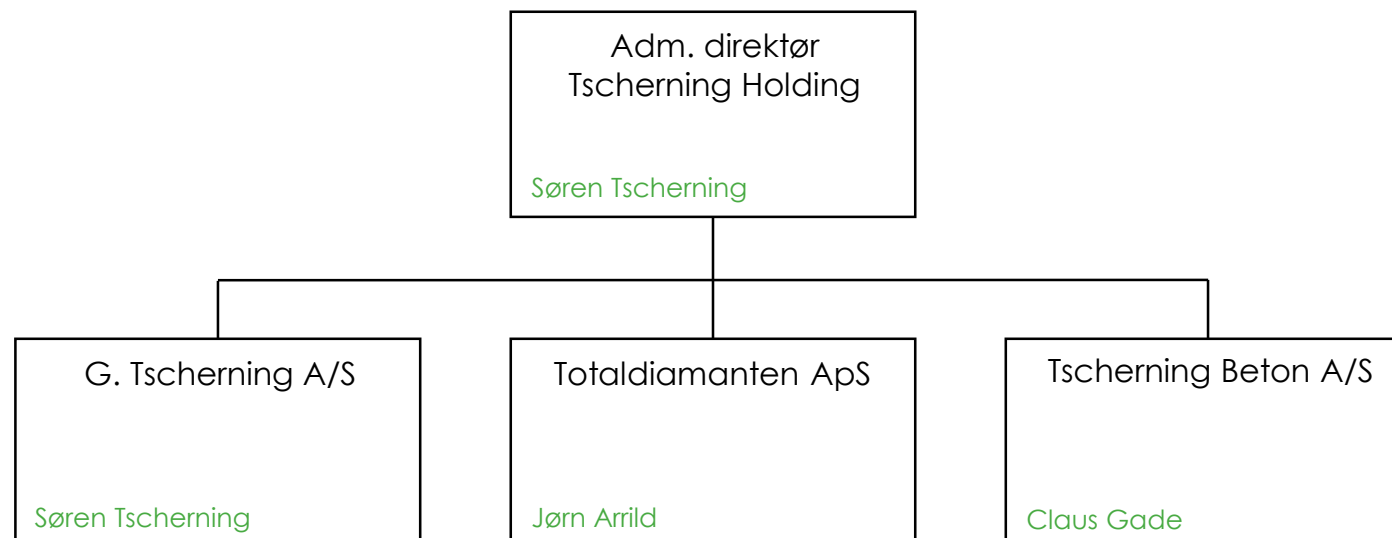 Adm. direktør
Tscherning Holding
Søren Tscherning
G. Tscherning A/S
Søren Tscherning
Totaldiamanten ApS
Jørn Arrild
Tscherning Beton A/S
Claus Gade